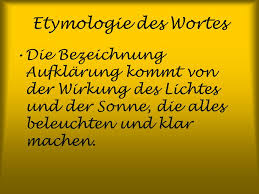 Etymologie des Wortes
• Die Bezeichnung
Aufklärung kommt von
der Wirkung des Lichtes
und der Sonne, die alles
beleuchten und klar
machen.